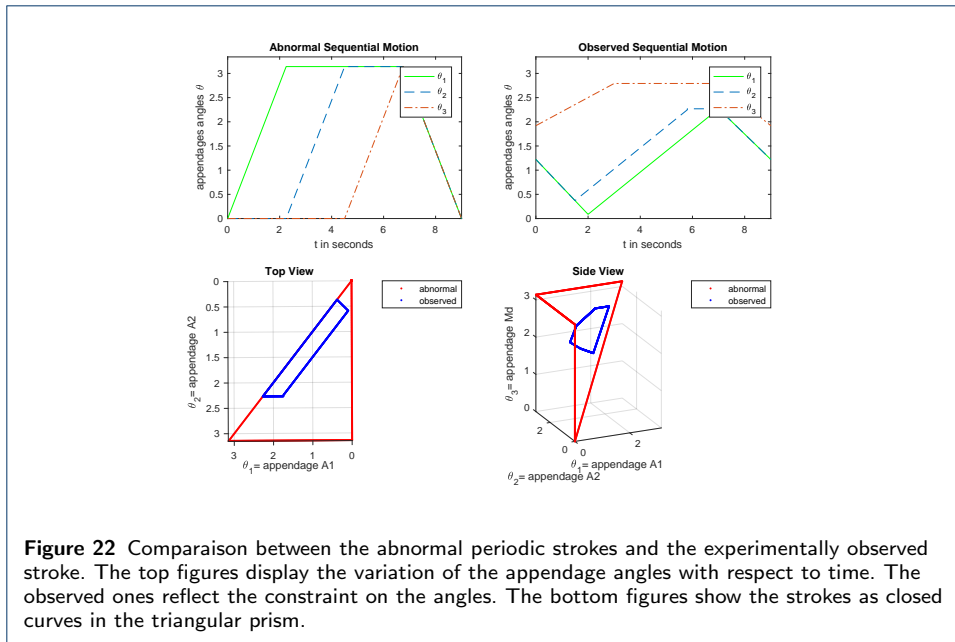 Abnormal Sequential Motion
3
2.5
2
1.5
1
0.5
0
appendages angles θ
0 2 4 6 8
t in seconds
θ1
θ2
θ3
Observed Sequential Motion
3
2.5
2
1.5
1
0.5
0
appendages angles θ
0 2 4 6 8
t in seconds
θ1
θ2
θ3
Top View
0
0.5
1
1.5
2
2.5
3
θ2= appendage A2
3 2 1 0
θ1= appendage A1
abnormal
observed
Side View
3
2
1
0
θ3= appendage Md
2
0
0
2
θ1= appendage A1
θ2= appendage A2
abnormal
observed
Figure 22 Comparaison between the abnormal periodic strokes and the experimentally observed
stroke. The top figures display the variation of the appendage angles with respect to time. The
observed ones reflect the constraint on the angles. The bottom figures show the strokes as closed
curves in the triangular prism.